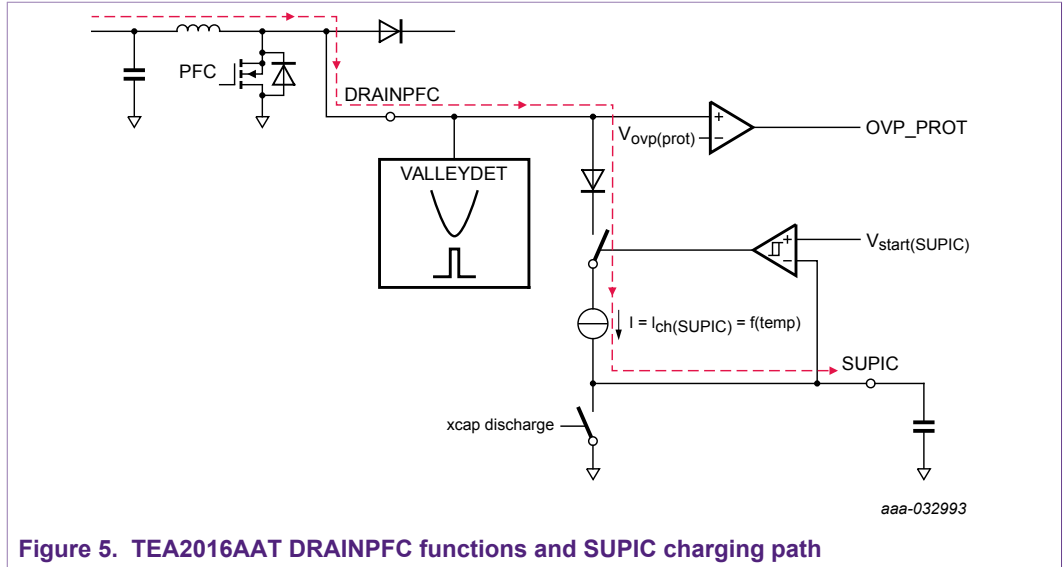 PFC
DRAINPFC
Vovp(prot)
+
−
OVP_PROT
VALLEYDET
+
−
Vstart(SUPIC)
I = Ich(SUPIC) = f(temp)
SUPIC
xcap discharge
aaa-032993
Figure 5. TEA2016AAT DRAINPFC functions and SUPIC charging path